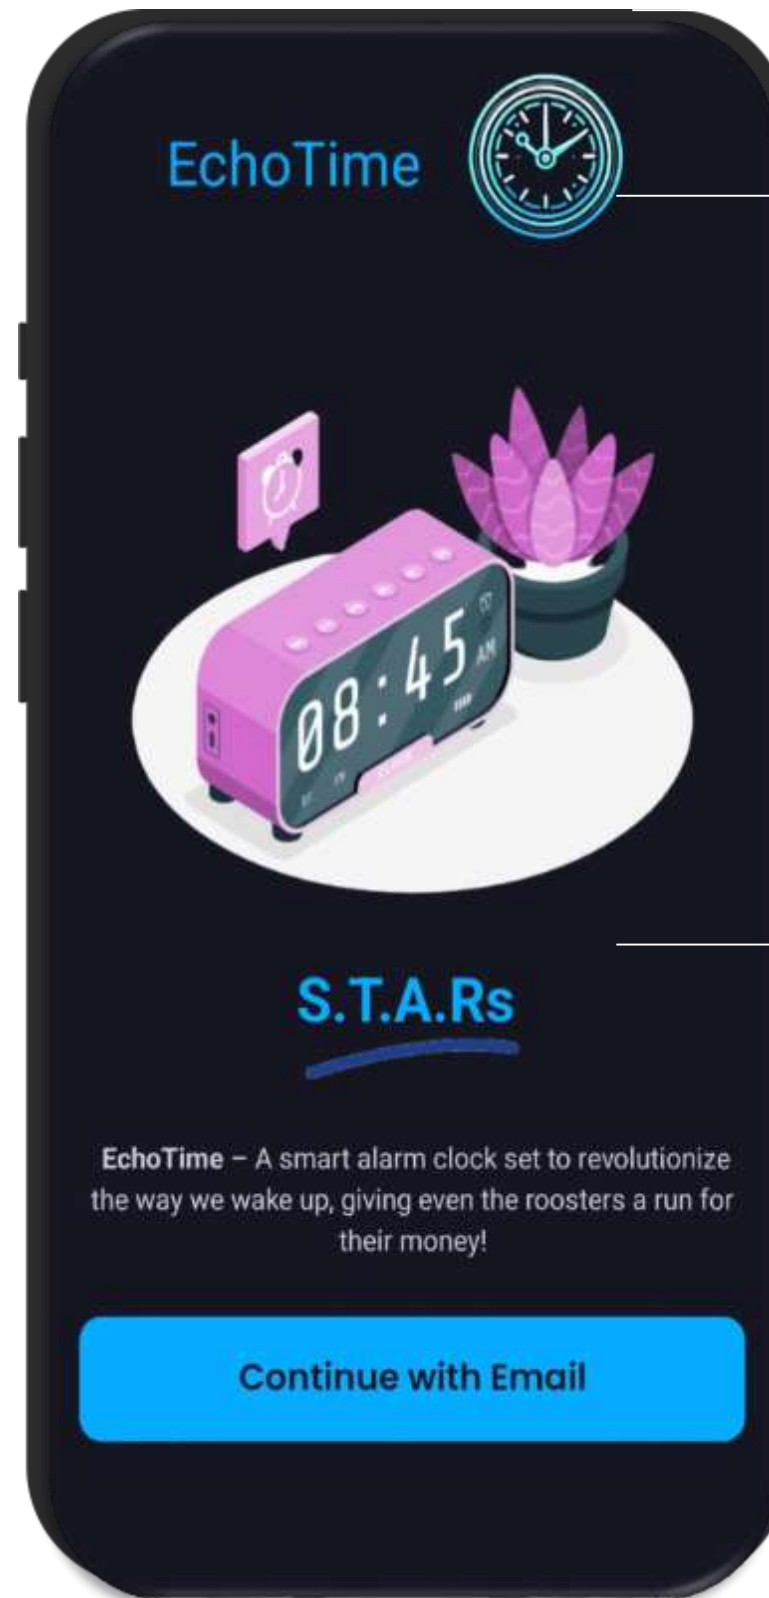 EchoTime
08:45
AM
S.T.A.Rs
EchoTime – A smart alarm clock set to revolutionize
the way we wake up, giving even the roosters a run for
their money!
Continue with Email